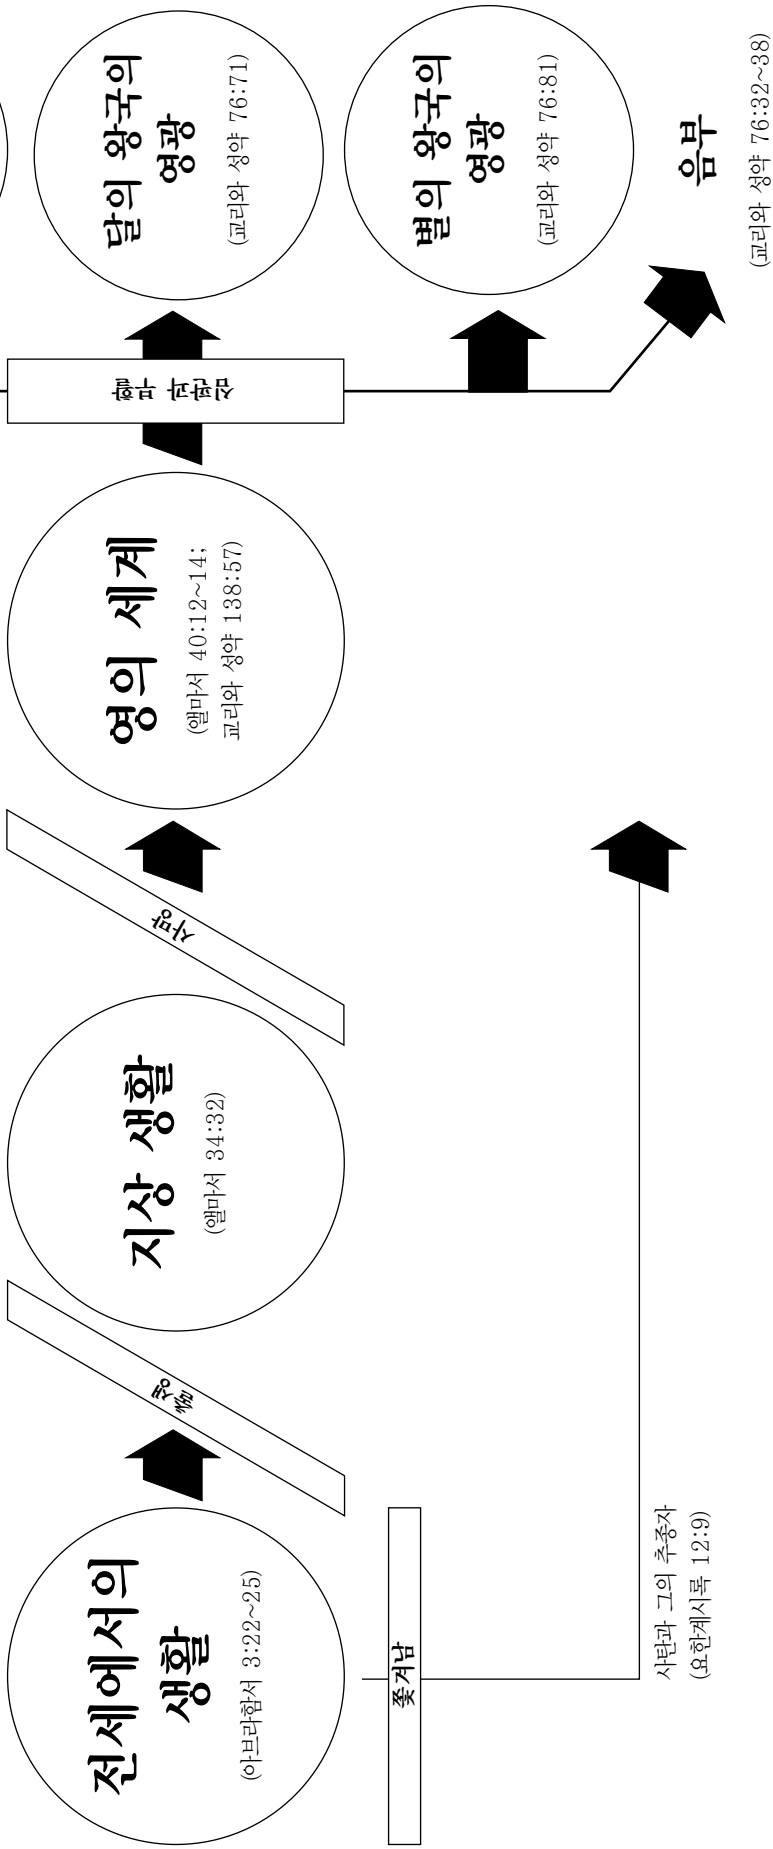 전세에서의
생활
(아브라함서 3:22~25)
출생
지상 생활
(앨마서 34:32)
사망
영의 세계
(앨마서 40:12~14;
교리와 성약 138:57)
심판과 부활
달의 왕국의
영광
(교리와 성약 76:71)
별의 왕국의
영광
(교리와 성약 76:81)
음부
(교리와 성약 76:32~38)
쫓겨남
사탄과 그의 추종자
(요한계시록 12:9)